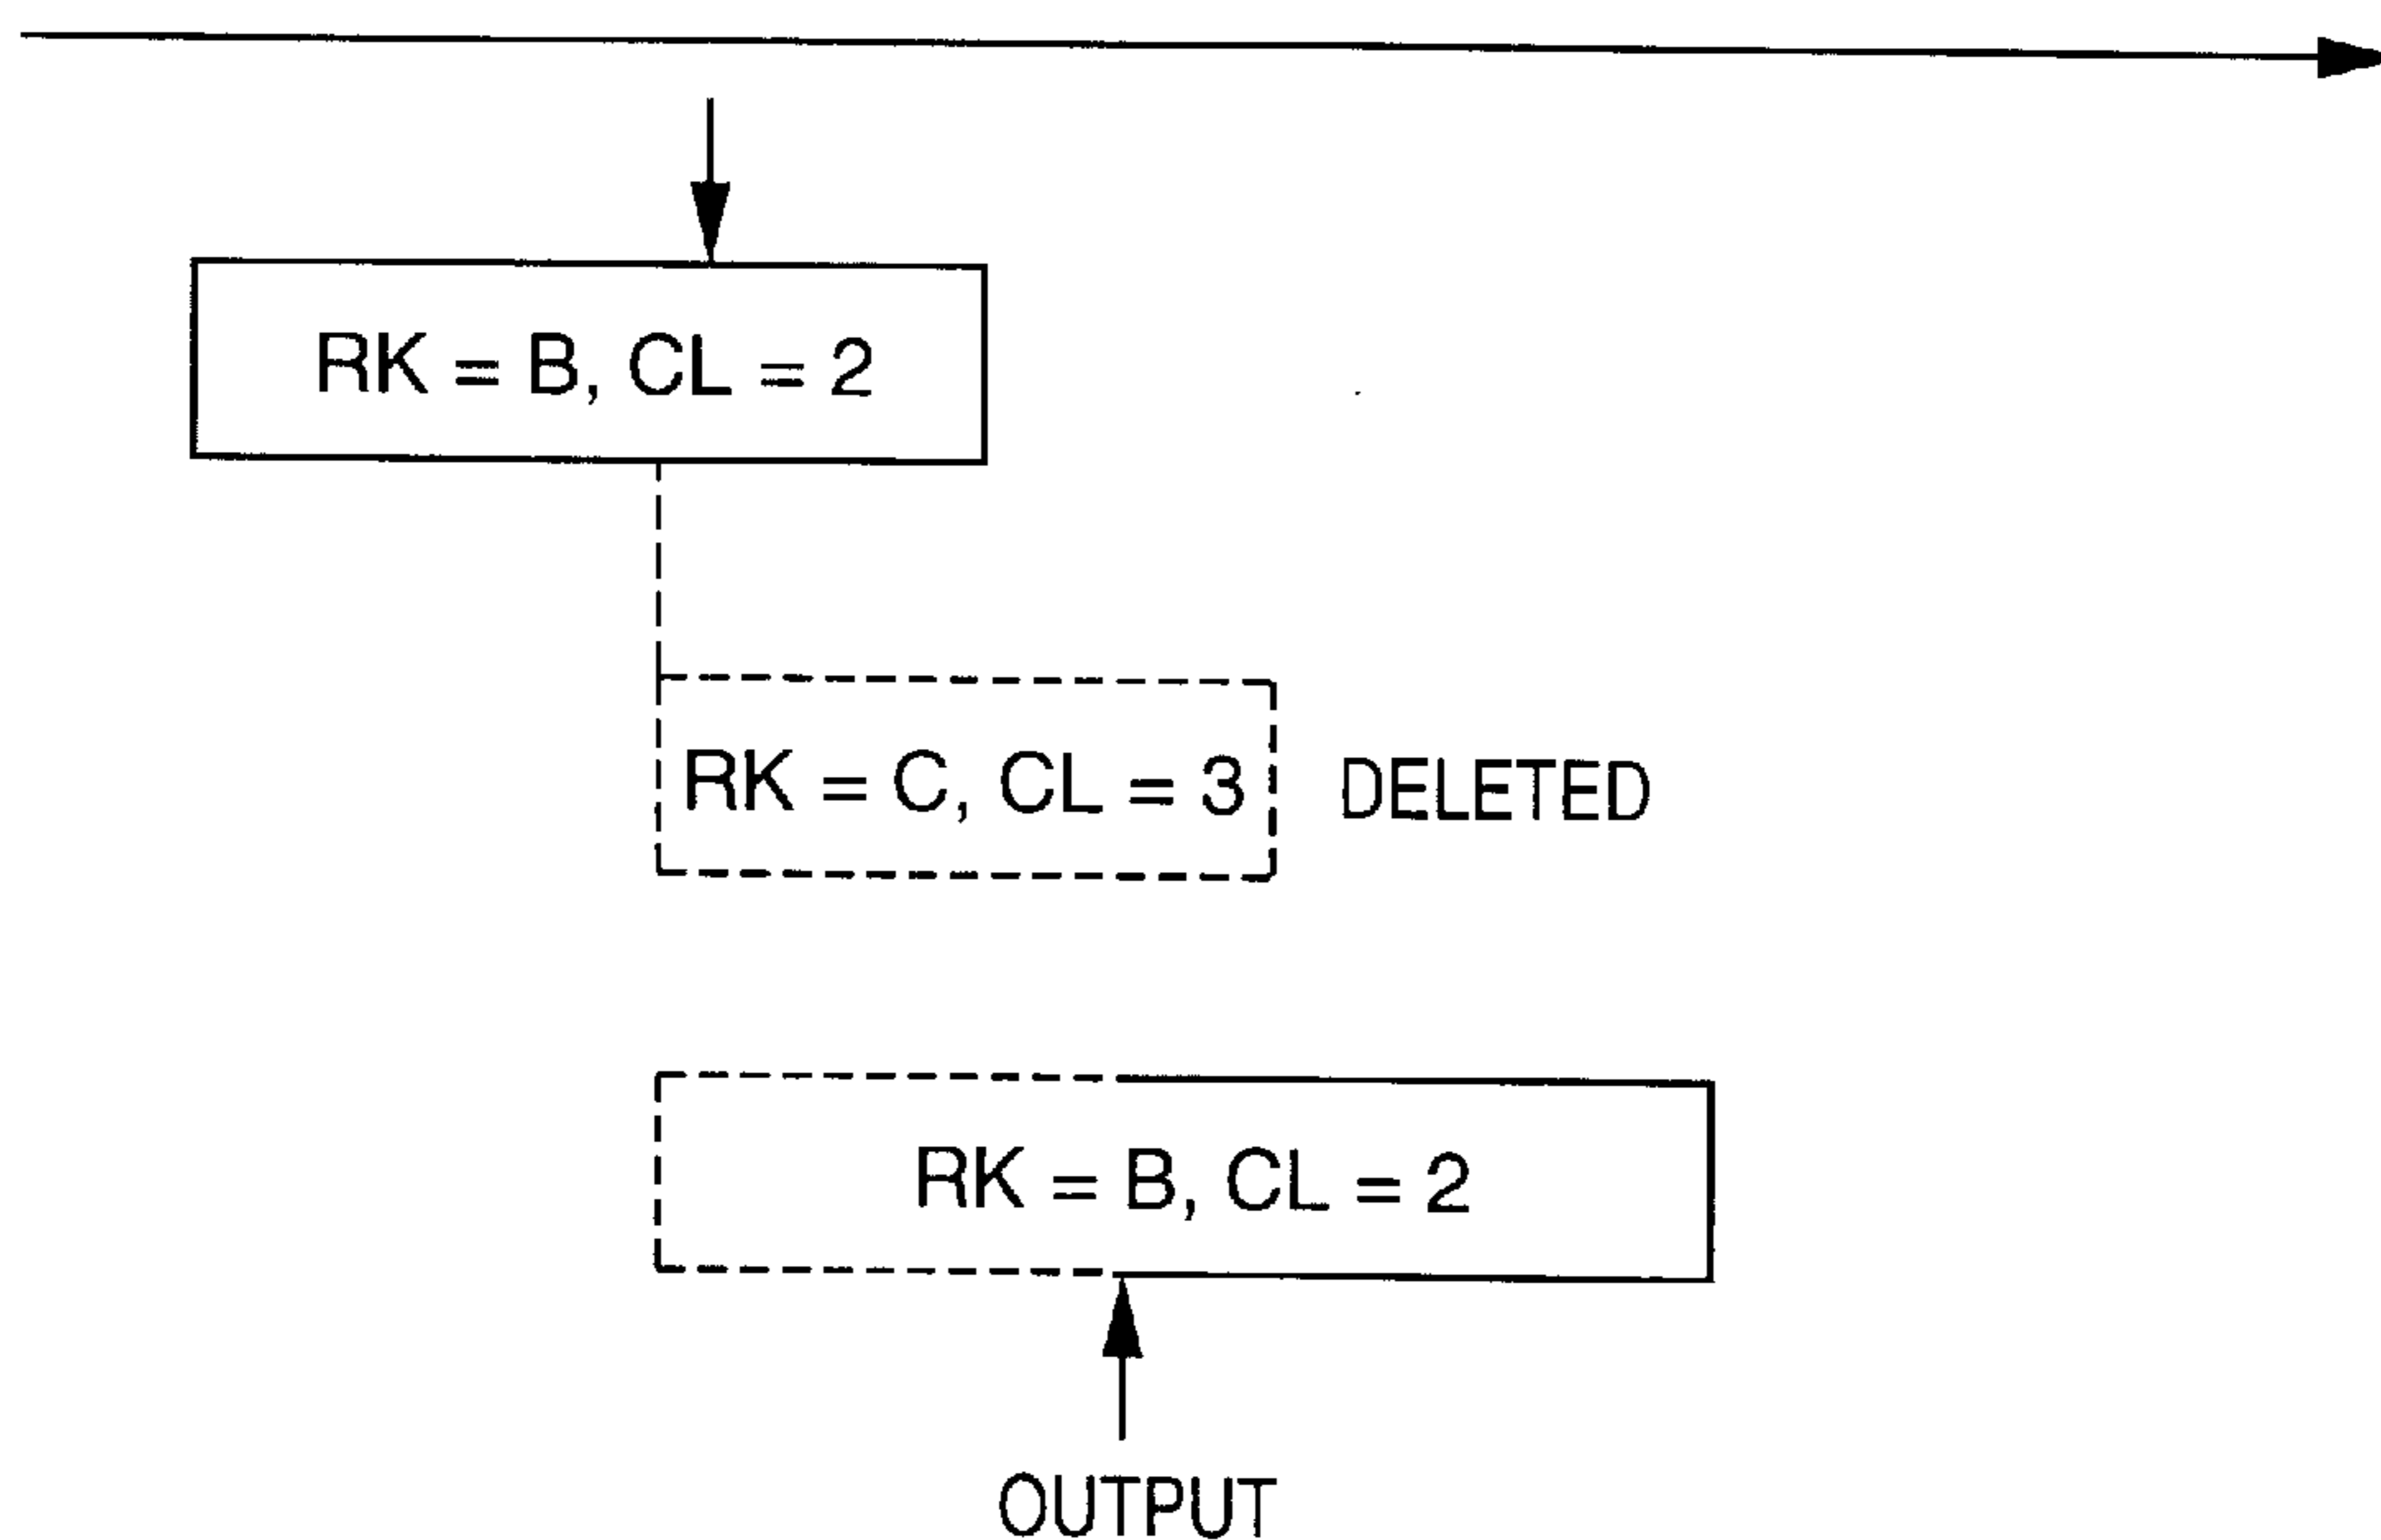 RK = B, CL = 2
RK = C, CL = 3 DELETED
RK = B, CL = 2
OUTPUT